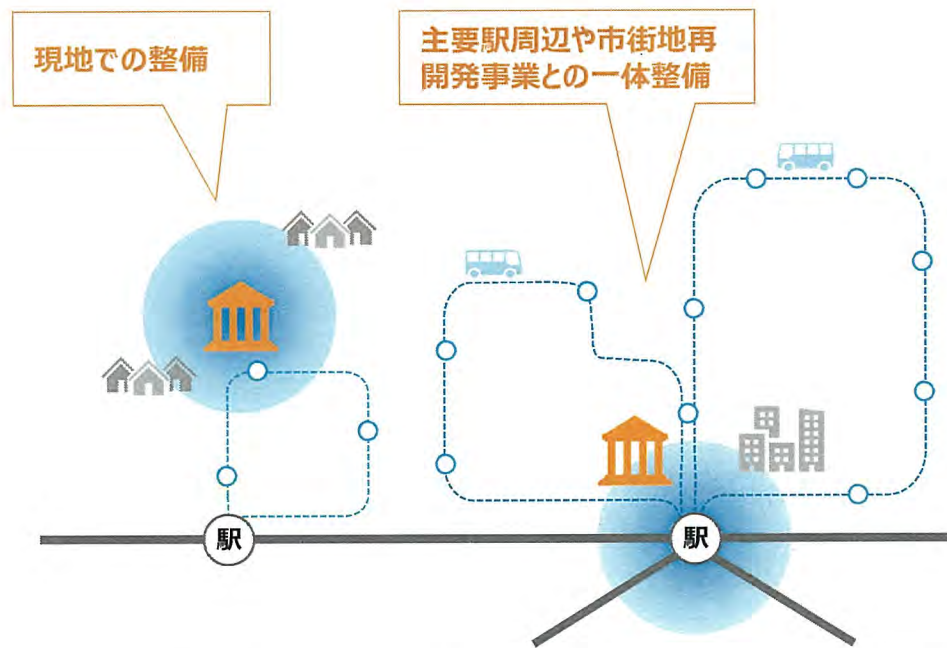 現地での整備
主要駅周辺や市街地再
開発事業との一体整備
駅
駅